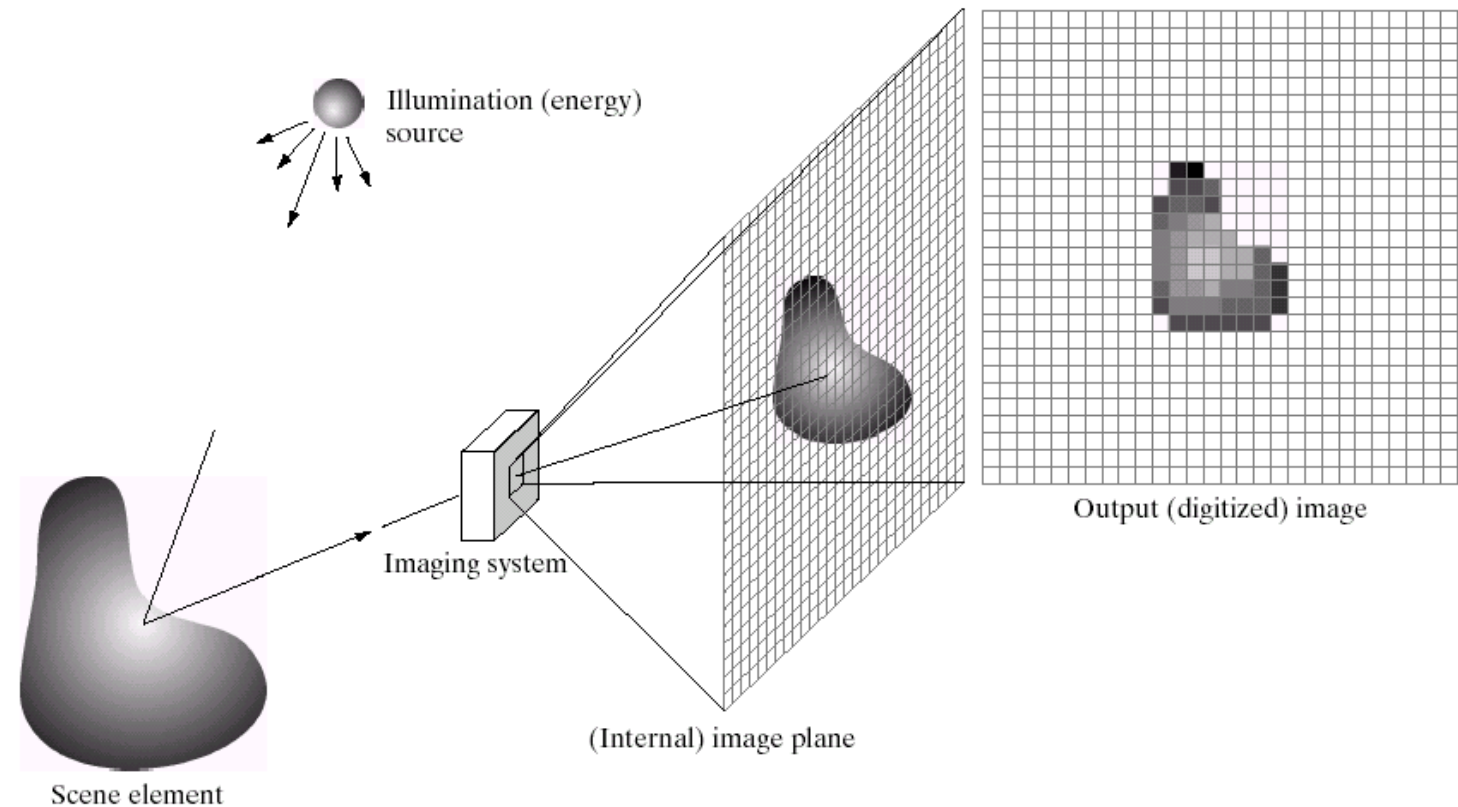 Illumination (energy)
source
Output (digitized) image
Imaging system
(Internal) image plane
Scene element